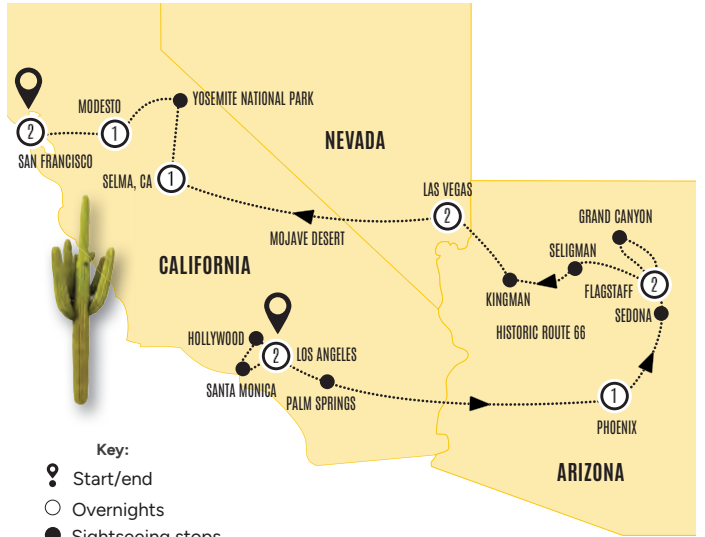 MODESTO
YOSEMITE NATIONAL PARK
2
1
NEVADA
SAN FRANCISCO
SELMA, CA
1
LAS VEGAS
2
GRAND CANYON
MOJAVE DESERT
SELIGMAN
CALIFORNIA
2
KINGMAN
FLAGSTAFF
SEDONA
HISTORIC ROUTE 66
HOLLYWOOD
2
LOS ANGELES
SANTA MONICA
PALM SPRINGS
1
PHOENIX
ARIZONA
Key:
Start/end
Overnights
Sightseeing stops